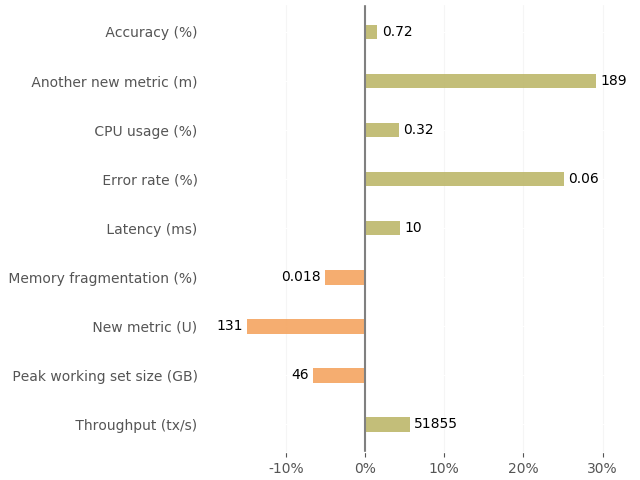 Accuracy (%) 0.72
Another new metric (m) 189
CPU usage (%) 0.32
Error rate (%) 0.06
Latency (ms) 10
Memory fragmentation (%) 0.018
New metric (U) 131
Peak working set size (GB) 46
Throughput (tx/s) 51855
-10% 0% 10% 20% 30%